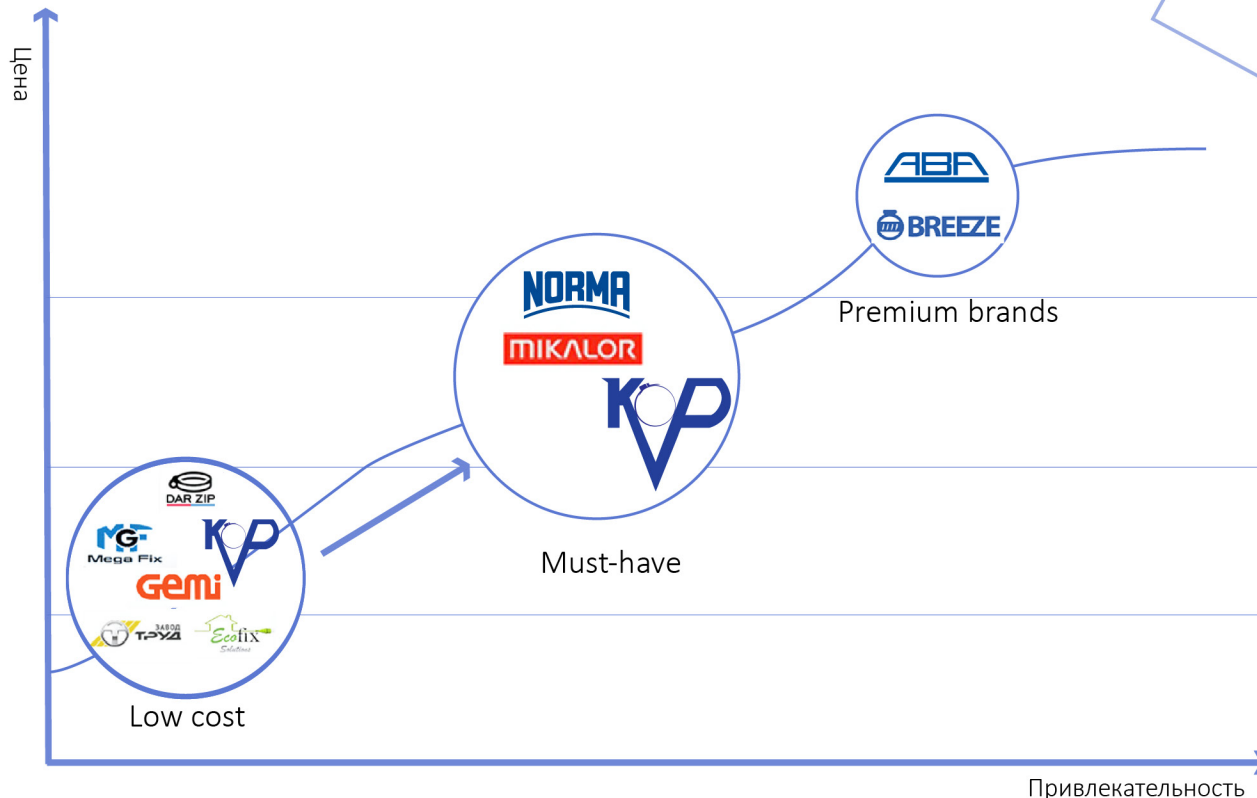 Цена
ABA
BREEZE
Premium brands
NORMA
MIKALOR
KVP
Must-have
DAR ZIP
MGF
Mega Fix
KVP
Gemi
ЗАВОД
ТРУД
Ecofix
Solutions
Low cost
Привлекательность